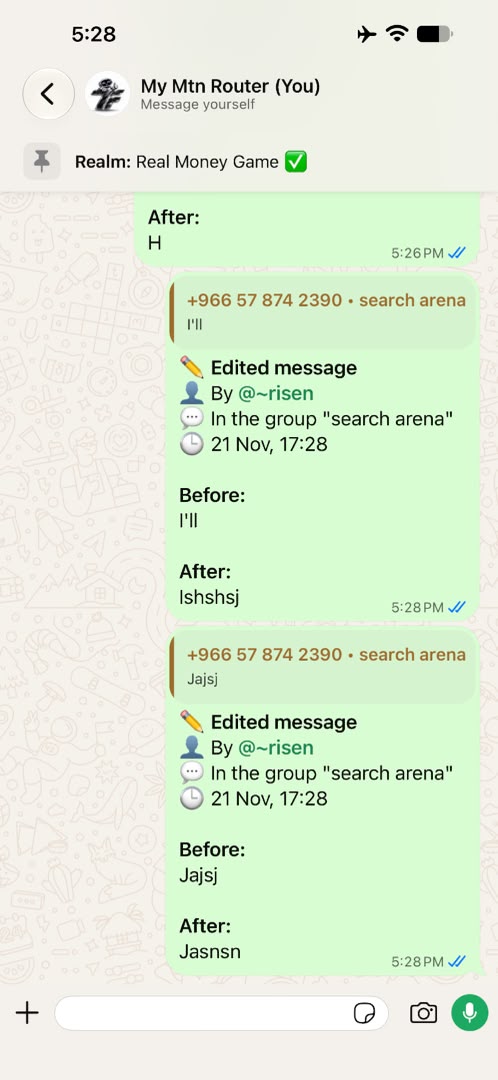 5:28
My Mtn Router (You)
Message yourself
Realm: Real Money Game ✅
After:
H
5:26 PM
+966 57 874 2390 • search arena
I'll
✏️ Edited message
👤 By @~risen
💬 In the group "search arena"
🕒 21 Nov, 17:28
Before:
I'll
After:
Ishshsj
5:28 PM
+966 57 874 2390 • search arena
Jajsj
✏️ Edited message
👤 By @~risen
💬 In the group "search arena"
🕒 21 Nov, 17:28
Before:
Jajsj
After:
Jasnsn
5:28 PM